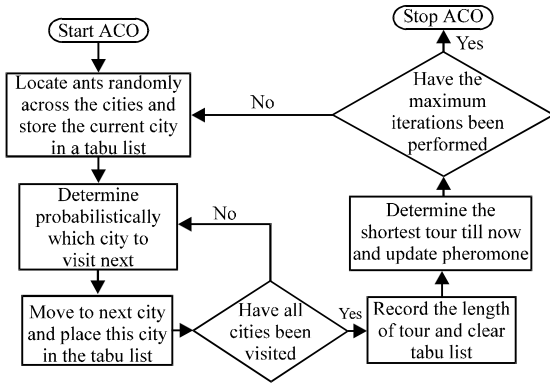 Start ACO
Locate ants randomly
across the cities and
store the current city
in a tabu list
Determine
probabilistically
which city to
visit next
Move to next city
and place this city
in the tabu list
Have all
cities been
visited
No
Yes
Record the length
of tour and clear
tabu list
Determine the
shortest tour till now
and update pheromone
Have the
maximum
iterations been
performed
No
Yes
Stop ACO